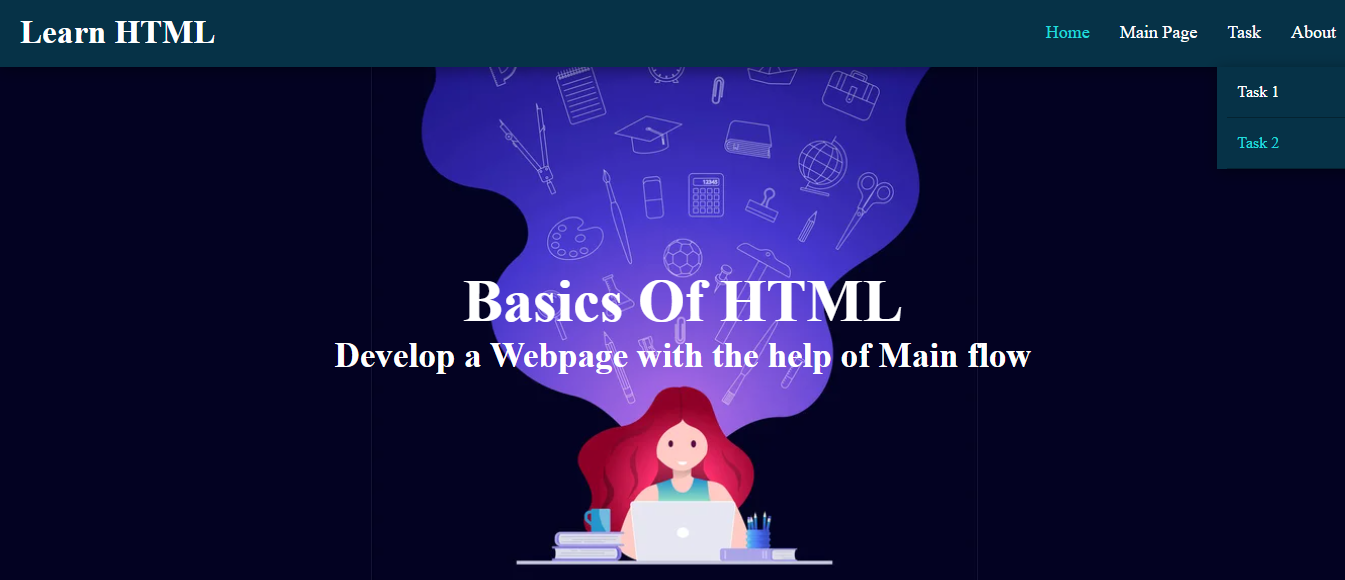 Learn HTML
Home Main Page Task About
Task 1
Task 2
12345
Basics Of HTML
Develop a Webpage with the help of Main flow